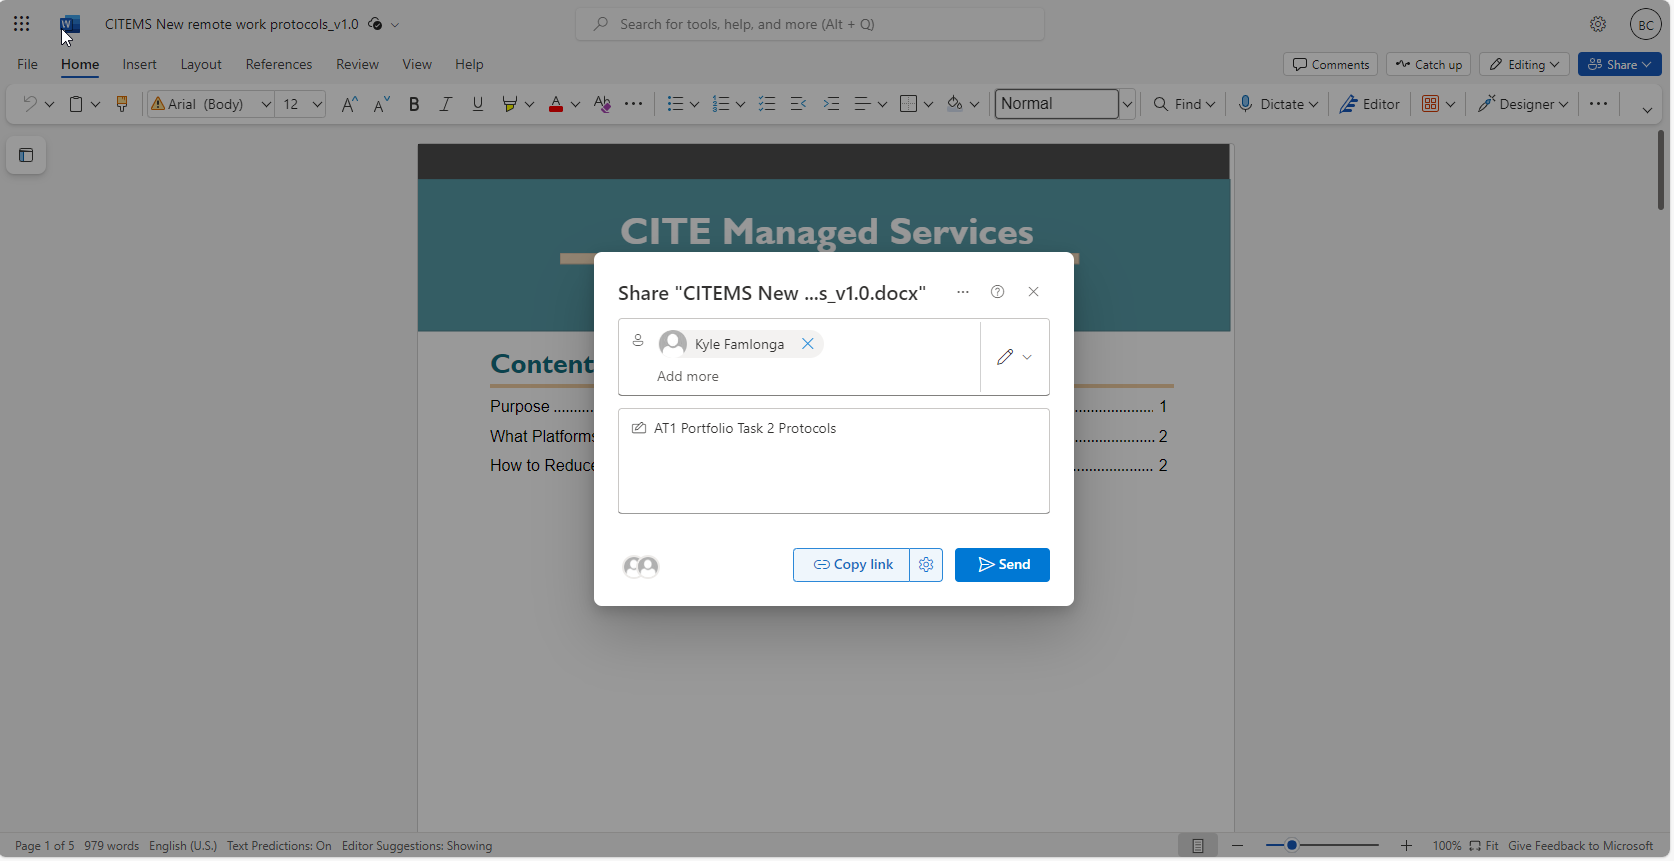 CITEMS New remote work protocols_v1.0
Search for tools, help, and more (Alt + Q)
BC
File Home Insert Layout References Review View Help
Comments Catch up Editing Share
Arial (Body) 12 B I U A Normal Find Dictate Editor Designer
CITE Managed Services
Share "CITEMS New ...s_v1.0.docx"
Kyle Famlonga
Add more
Content
Purpose .......... .................... 1
AT1 Portfolio Task 2 Protocols
What Platforms .................... 2
How to Reduce .................... 2
Copy link Send
Page 1 of 5 979 words English (U.S.) Text Predictions: On Editor Suggestions: Showing 100% Fit Give Feedback to Microsoft